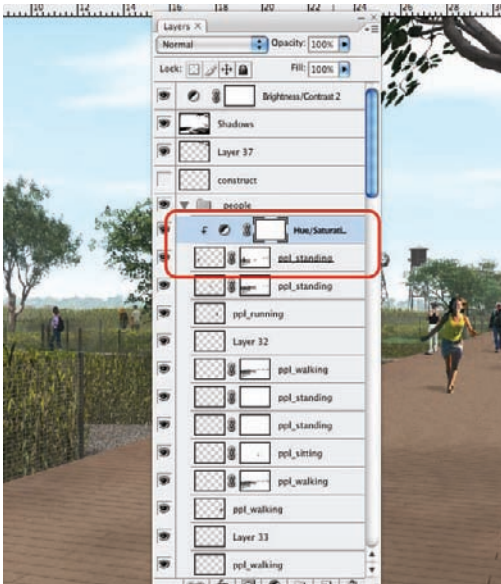 10 12 14 16 18 20 22 24 26 28
Layers ×
Normal Opacity: 100%
Lock: Fill: 100%
Brightness/Contrast 2
Shadows
Layer 37
construct
people
Hue/Saturati...
ppl_standing
ppl_standing
ppl_running
Layer 32
ppl_walking
ppl_standing
ppl_standing
ppl_sitting
ppl_walking
ppl_walking
Layer 33
ppl_walking